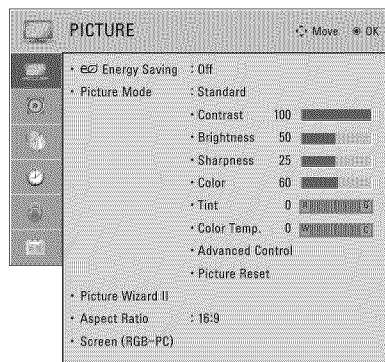 PICTURE Move OK
• Energy Saving : Off
• Picture Mode : Standard
• Contrast 100
• Brightness 50
• Sharpness 25
• Color 60
• Tint 0 R G
• Color Temp. 0 W C
• Advanced Control
• Picture Reset
• Picture Wizard II
• Aspect Ratio : 16:9
• Screen (RGB-PC)